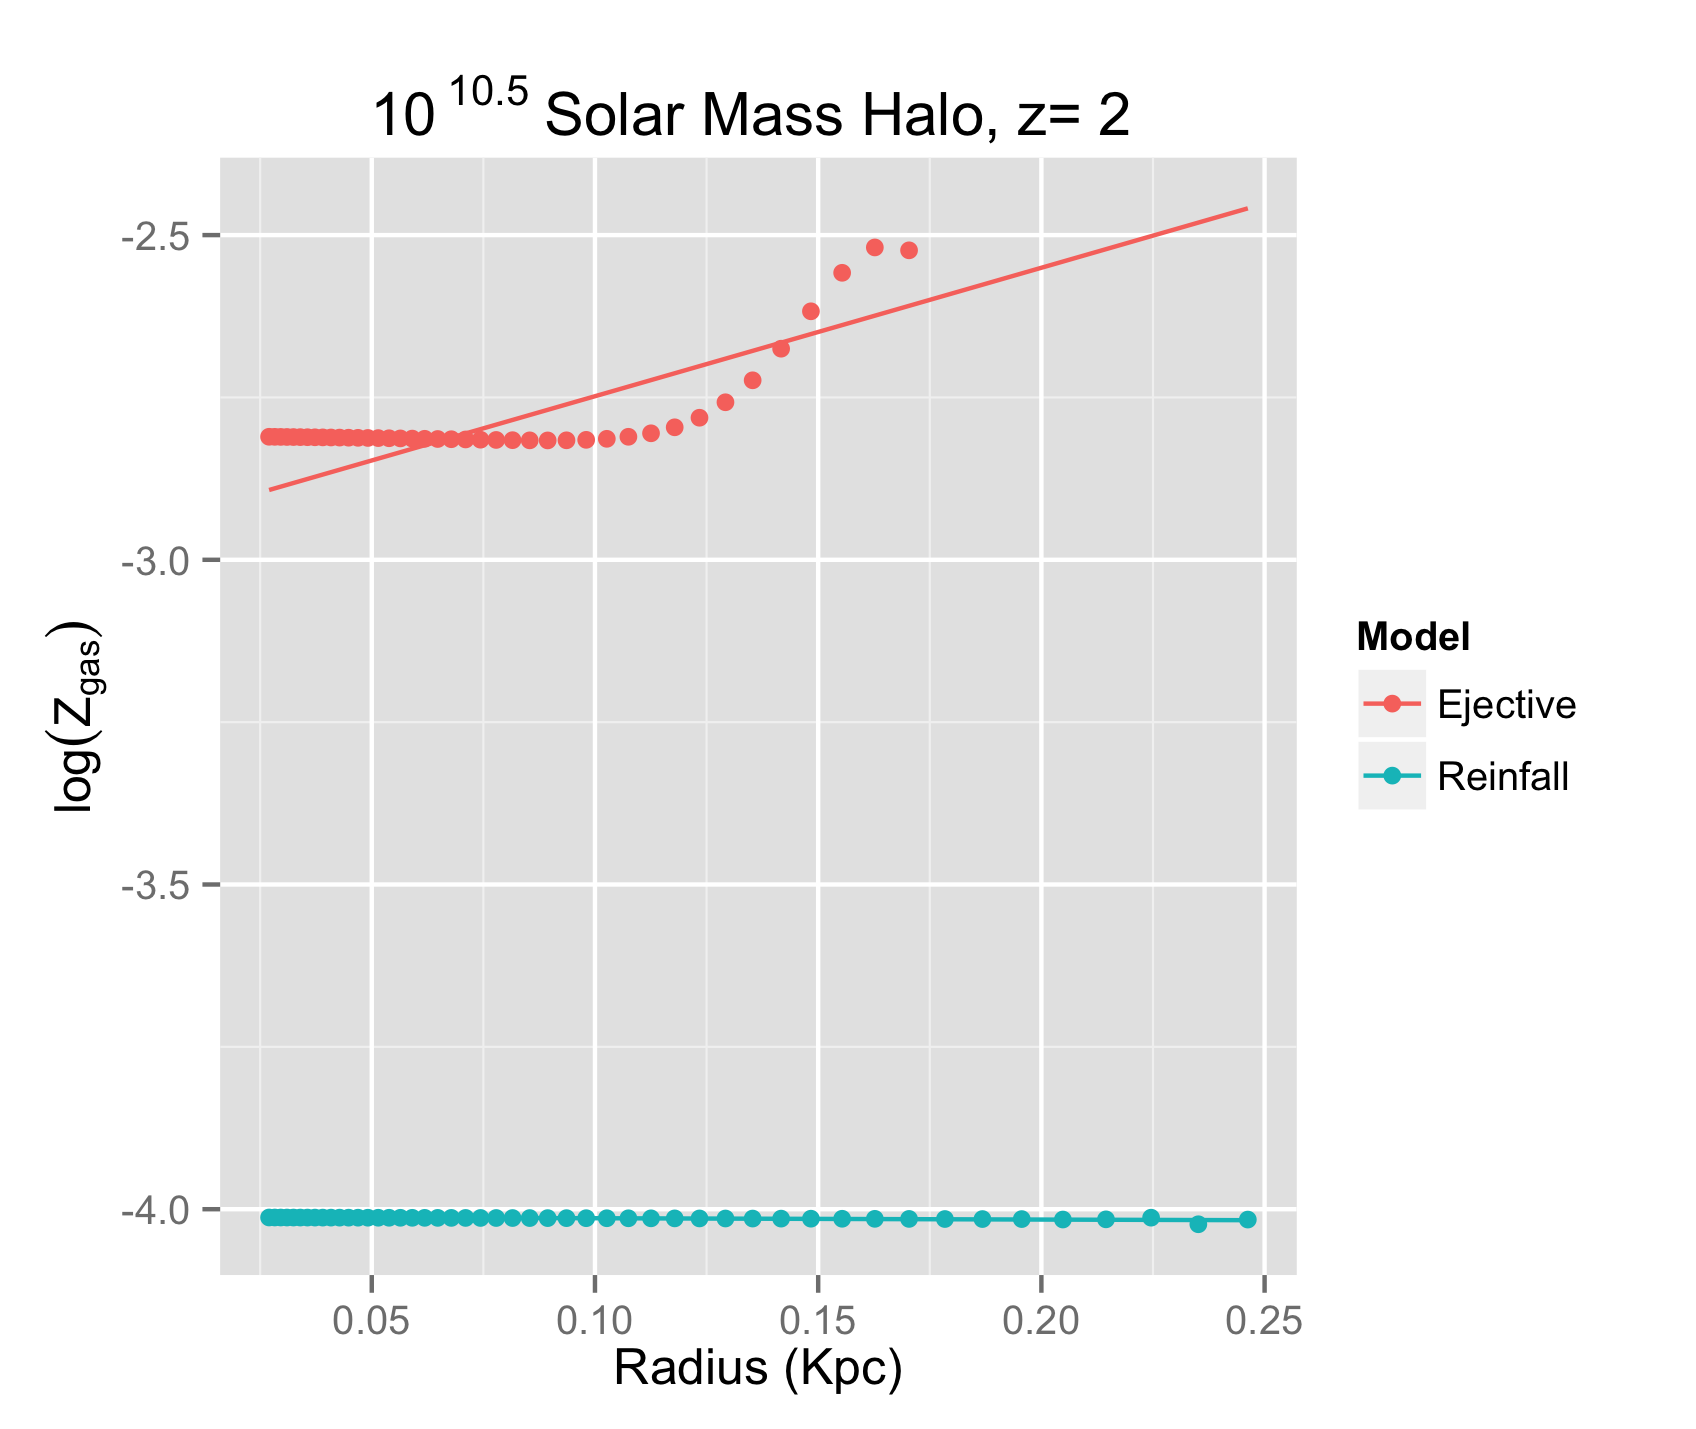 10^10.5 Solar Mass Halo, z= 2
-2.5
-3.0
-3.5
-4.0
log(Z_gas)
0.05 0.10 0.15 0.20 0.25
Radius (Kpc)
Model
Ejective
Reinfall